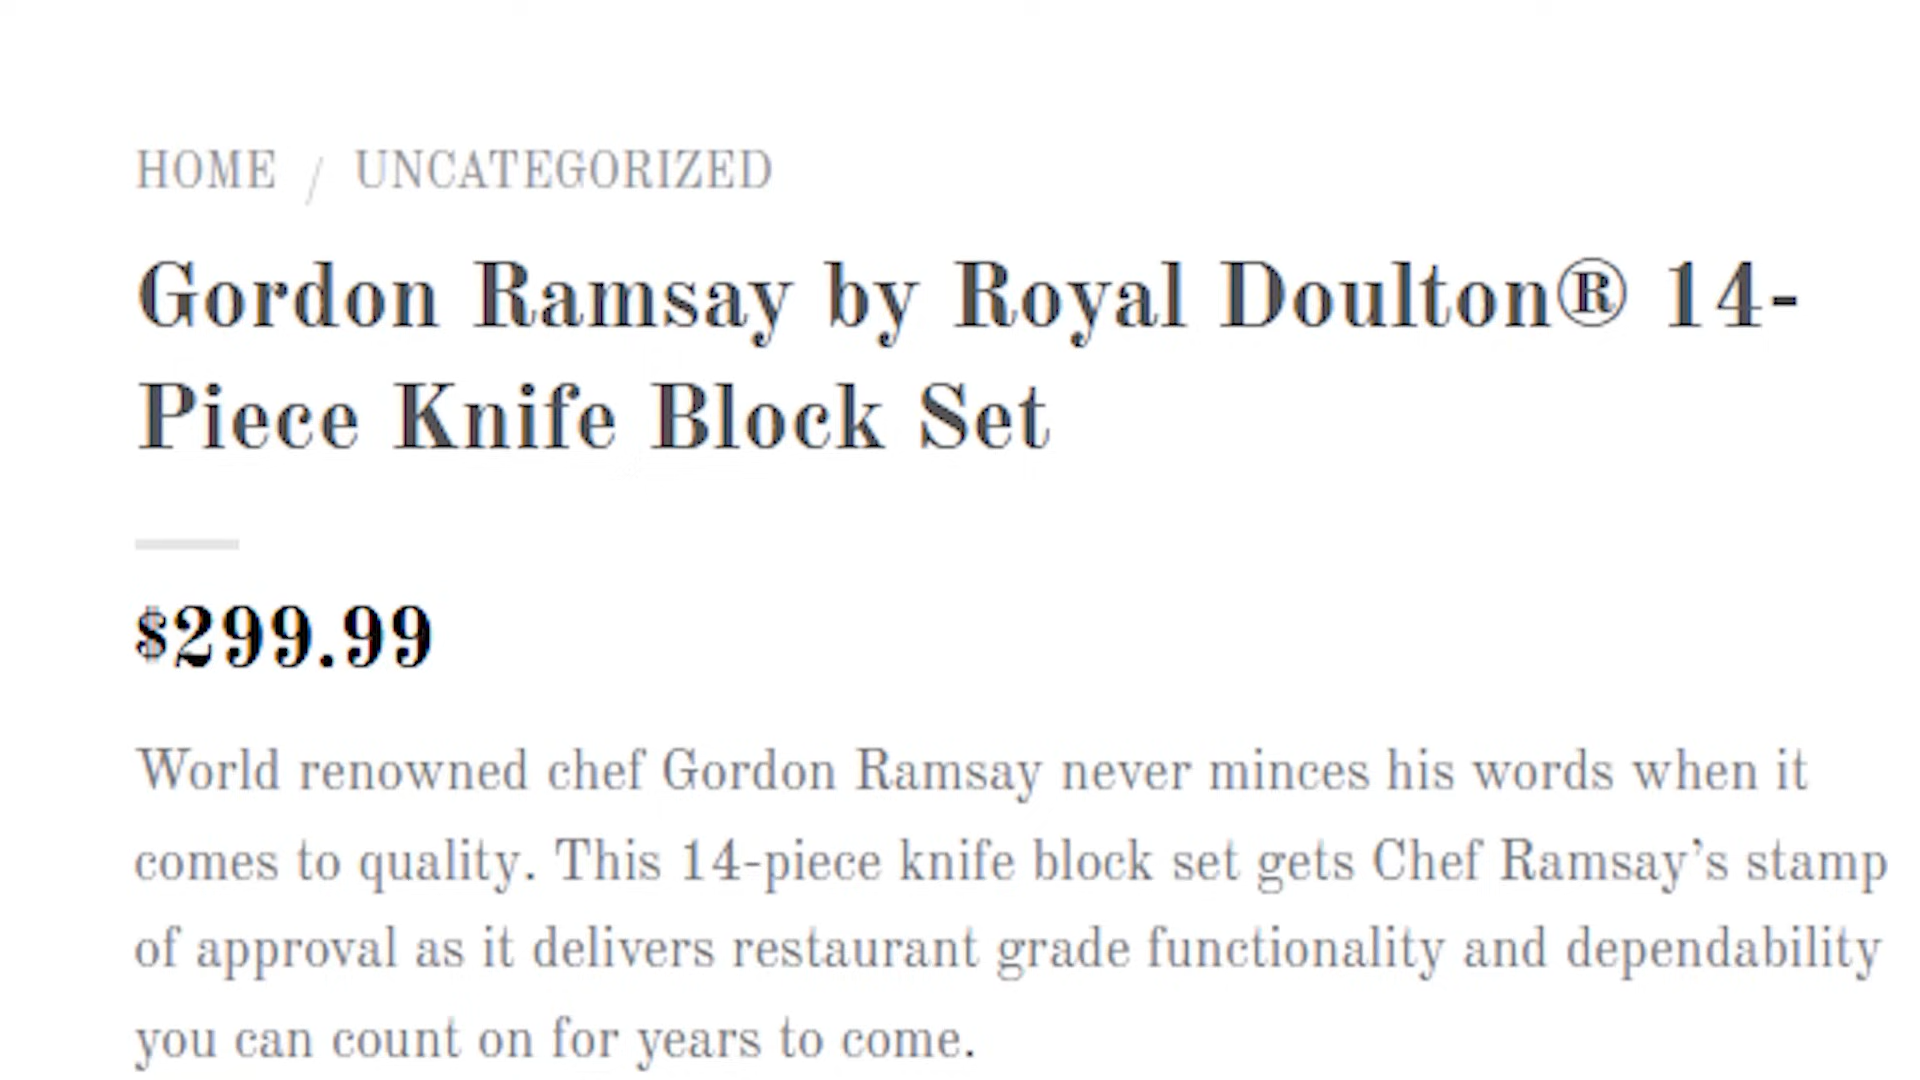 HOME / UNCATEGORIZED
Gordon Ramsay by Royal Doulton® 14-
Piece Knife Block Set
$299.99
World renowned chef Gordon Ramsay never minces his words when it
comes to quality. This 14-piece knife block set gets Chef Ramsay’s stamp
of approval as it delivers restaurant grade functionality and dependability
you can count on for years to come.